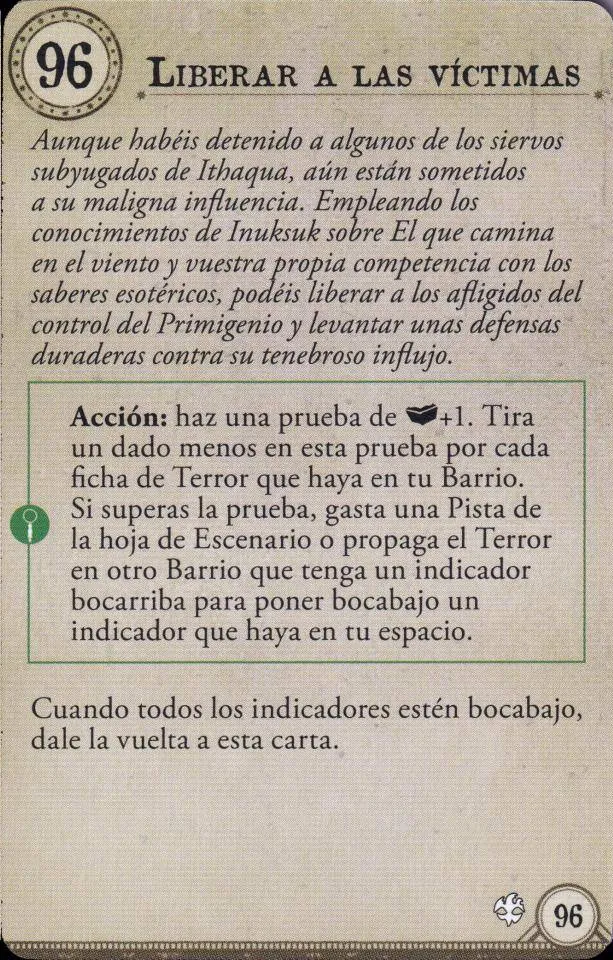 96
LIBERAR A LAS VÍCTIMAS
Aunque habéis detenido a algunos de los siervos
subyugados de Ithaqua, aún están sometidos
a su maligna influencia. Empleando los
conocimientos de Inuksuk sobre El que camina
en el viento y vuestra propia competencia con los
saberes esotéricos, podéis liberar a los afligidos del
control del Primigenio y levantar unas defensas
duraderas contra su tenebroso influjo.
Acción: haz una prueba de +1. Tira
un dado menos en esta prueba por cada
ficha de Terror que haya en tu Barrio.
Si superas la prueba, gasta una Pista de
la hoja de Escenario o propaga el Terror
en otro Barrio que tenga un indicador
bocarriba para poner bocabajo un
indicador que haya en tu espacio.
Cuando todos los indicadores estén bocabajo,
dale la vuelta a esta carta.
96